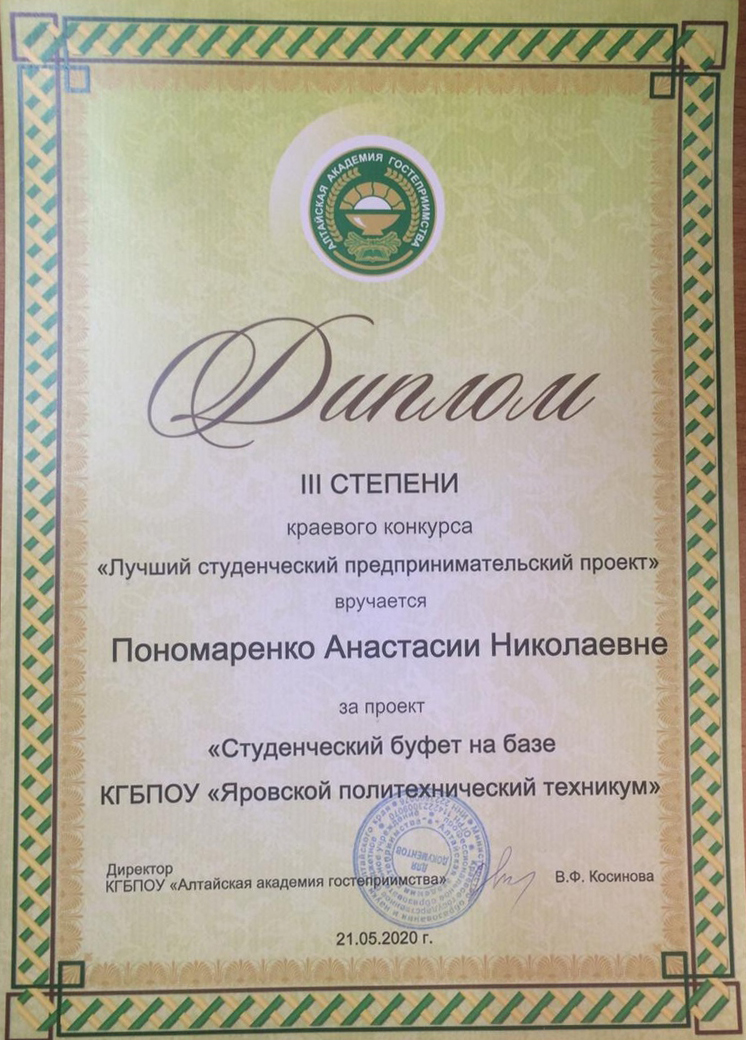 АЛТАЙСКАЯ АКАДЕМИЯ ГОСТЕПРИИМСТВА
Диплом
III СТЕПЕНИ
краевого конкурса
«Лучший студенческий предпринимательский проект»
вручается
Пономаренко Анастасии Николаевне
за проект
«Студенческий буфет на базе
КГБПОУ «Яровской политехнический техникум»
ДЛЯ
ДОКУМЕНТОВ
Директор
КГБПОУ «Алтайская академия гостеприимства»
В.Ф. Косинова
21.05.2020 г.